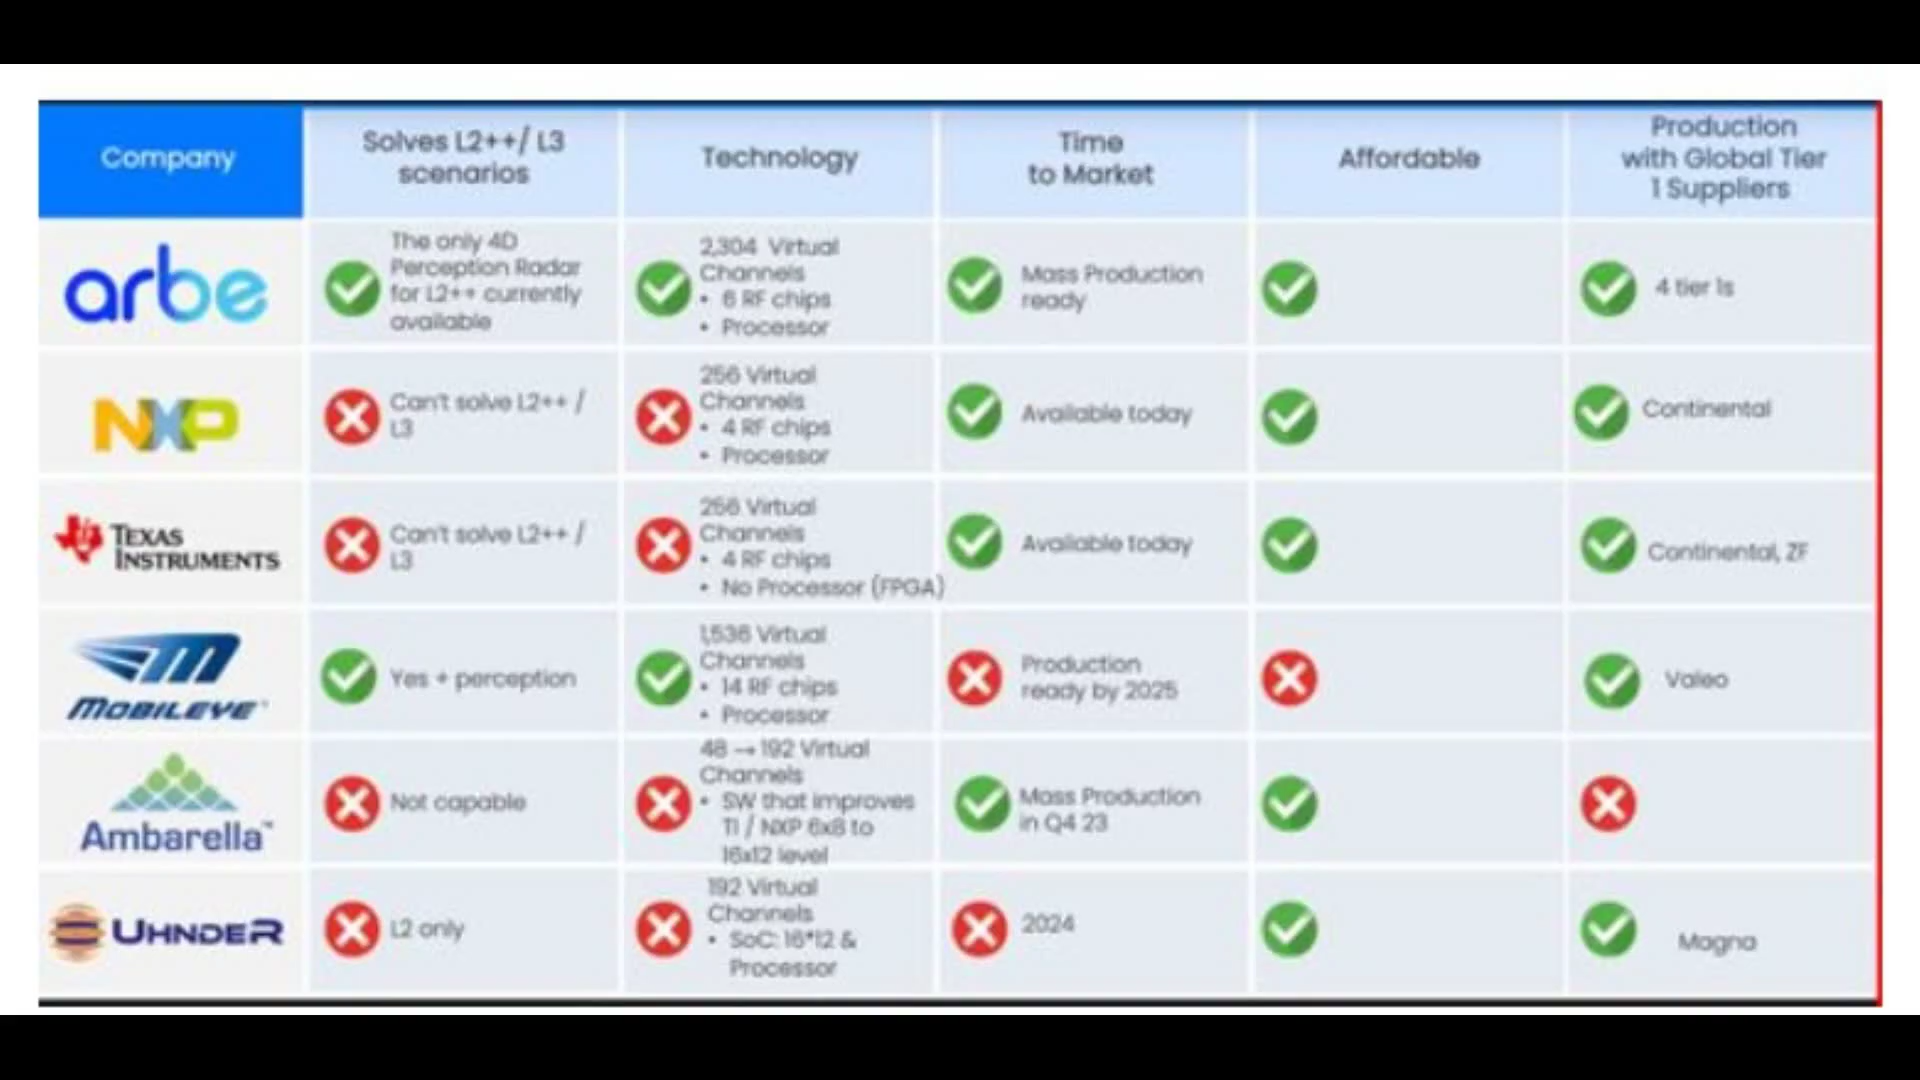 Company
Solves L2++/ L3
scenarios
Technology
Time
to Market
Affordable
Production
with Global Tier
1 Suppliers
arbe
The only 4D
Perception Radar
for L2++ currently
available
2,304 Virtual
Channels
• 6 RF chips
• Processor
Mass Production
ready
4 tier 1s
NXP
Can't solve L2++ /
L3
256 Virtual
Channels
• 4 RF chips
• Processor
Available today
Continental
TEXAS
INSTRUMENTS
Can't solve L2++ /
L3
256 Virtual
Channels
• 4 RF chips
• No Processor (FPGA)
Available today
Continental, ZF
MOBILEYE
Yes + perception
1,536 Virtual
Channels
• 14 RF chips
• Processor
Production
ready by 2025
Valeo
Ambarella™
Not capable
48 → 192 Virtual
Channels
• SW that improves
TI / NXP 6x8 to
16x12 level
Mass Production
in Q4 23
UHNDER
L2 only
192 Virtual
Channels
• SoC: 16*12 &
Processor
2024
Magna